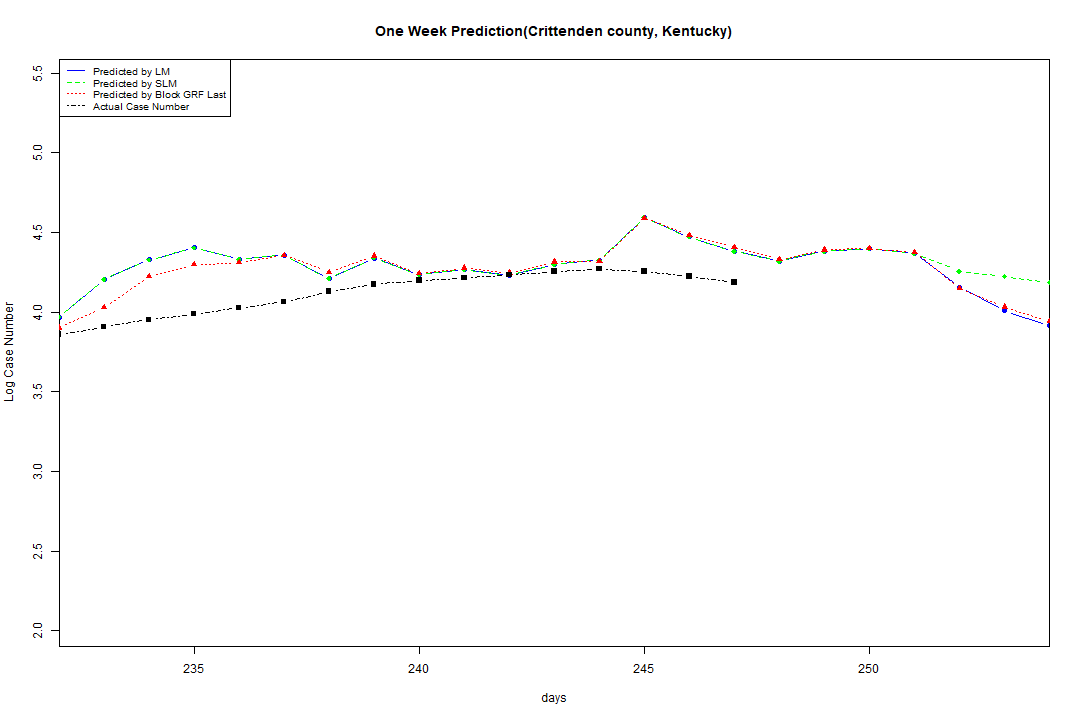 One Week Prediction(Crittenden county, Kentucky)
Predicted by LM
Predicted by SLM
Predicted by Block GRF Last
Actual Case Number
5.5
5.0
4.5
4.0
3.5
3.0
2.5
2.0
Log Case Number
235 240 245 250
days